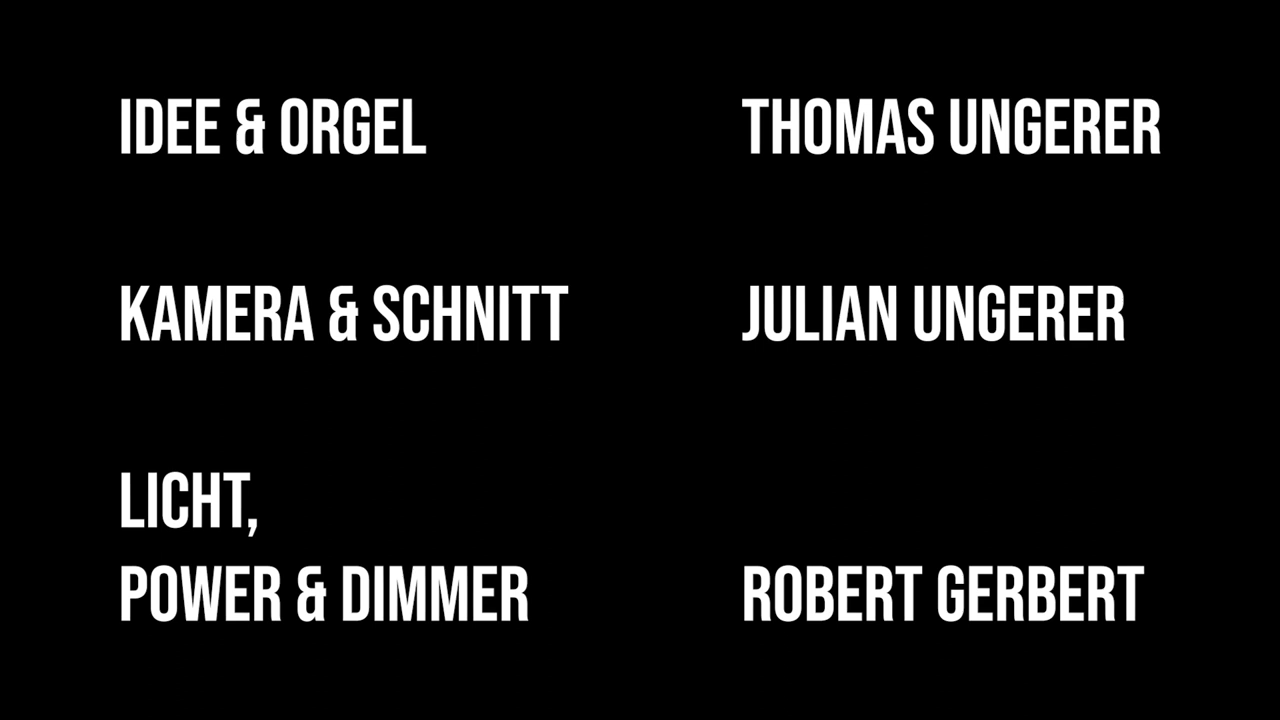 IDEE & ORGEL THOMAS UNGERER
KAMERA & SCHNITT JULIAN UNGERER
LICHT,
POWER & DIMMER ROBERT GERBERT